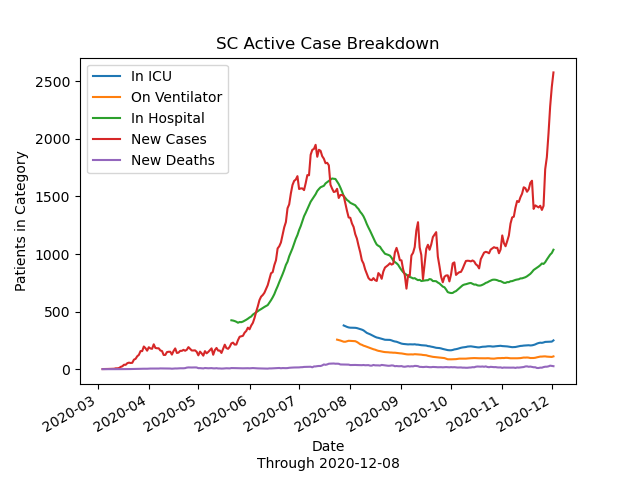 SC Active Case Breakdown
In ICU
On Ventilator
In Hospital
New Cases
New Deaths
2500
2000
1500
1000
500
0
Patients in Category
2020-03
2020-04
2020-05
2020-06
2020-07
2020-08
2020-09
2020-10
2020-11
2020-12
Date
Through 2020-12-08